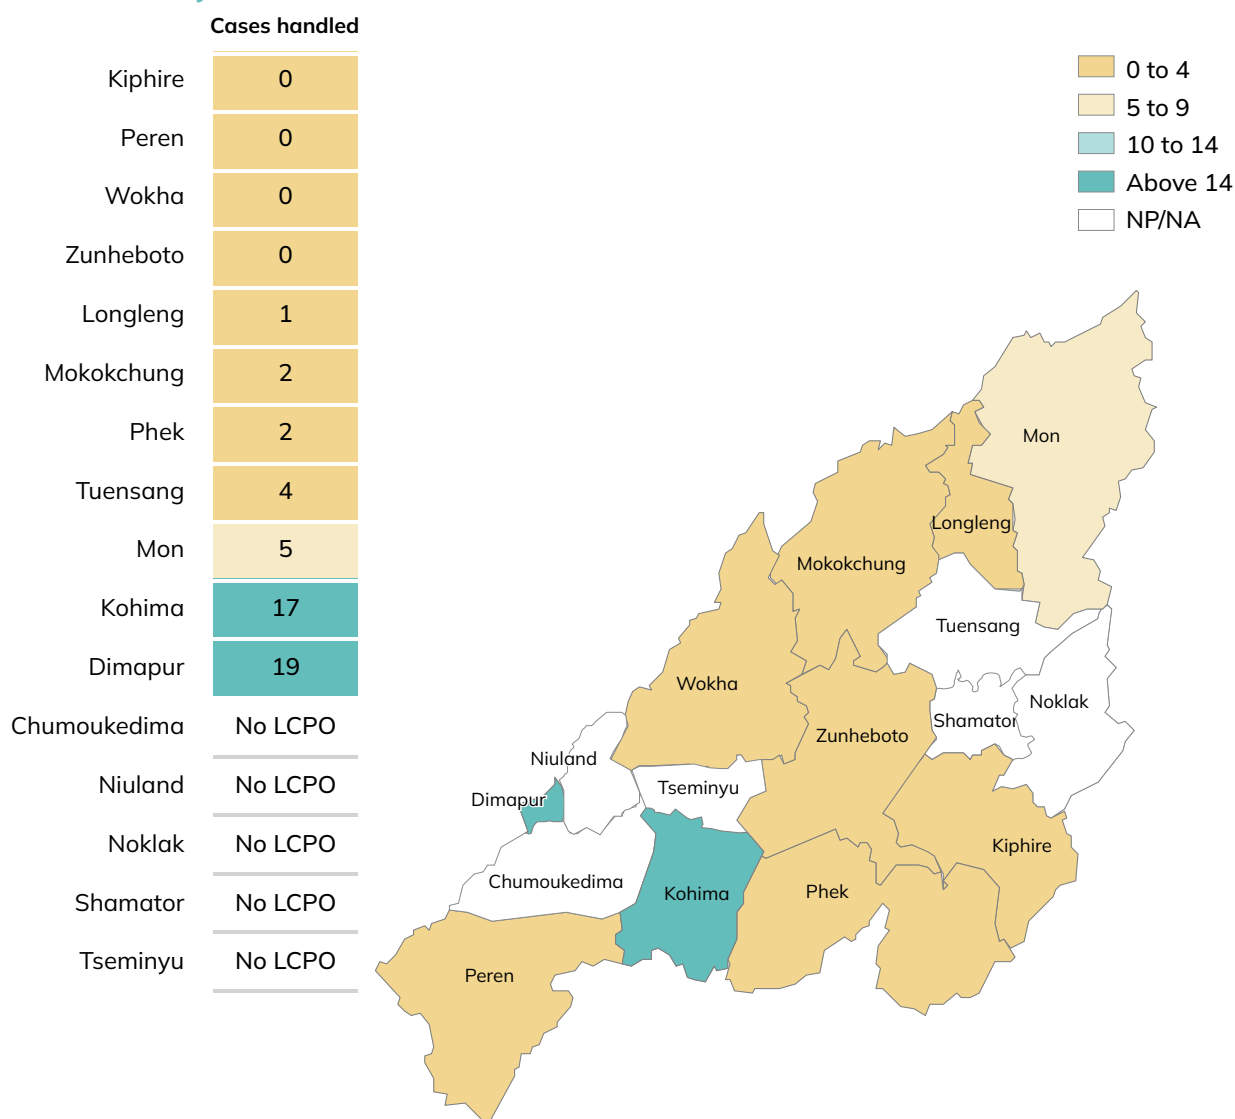 Cases handled
Kiphire 0
Peren 0
Wokha 0
Zunheboto 0
Longleng 1
Mokokchung 2
Phek 2
Tuensang 4
Mon 5
Kohima 17
Dimapur 19
Chumoukedima No LCPO
Niuland No LCPO
Noklak No LCPO
Shamator No LCPO
Tseminyu No LCPO
0 to 4
5 to 9
10 to 14
Above 14
NP/NA
Mon
Longleng
Mokokchung
Tuensang
Wokha
Noklak
Shamator
Zunheboto
Niuland
Tseminyu
Dimapur
Kiphire
Chumoukedima
Kohima
Phek
Peren